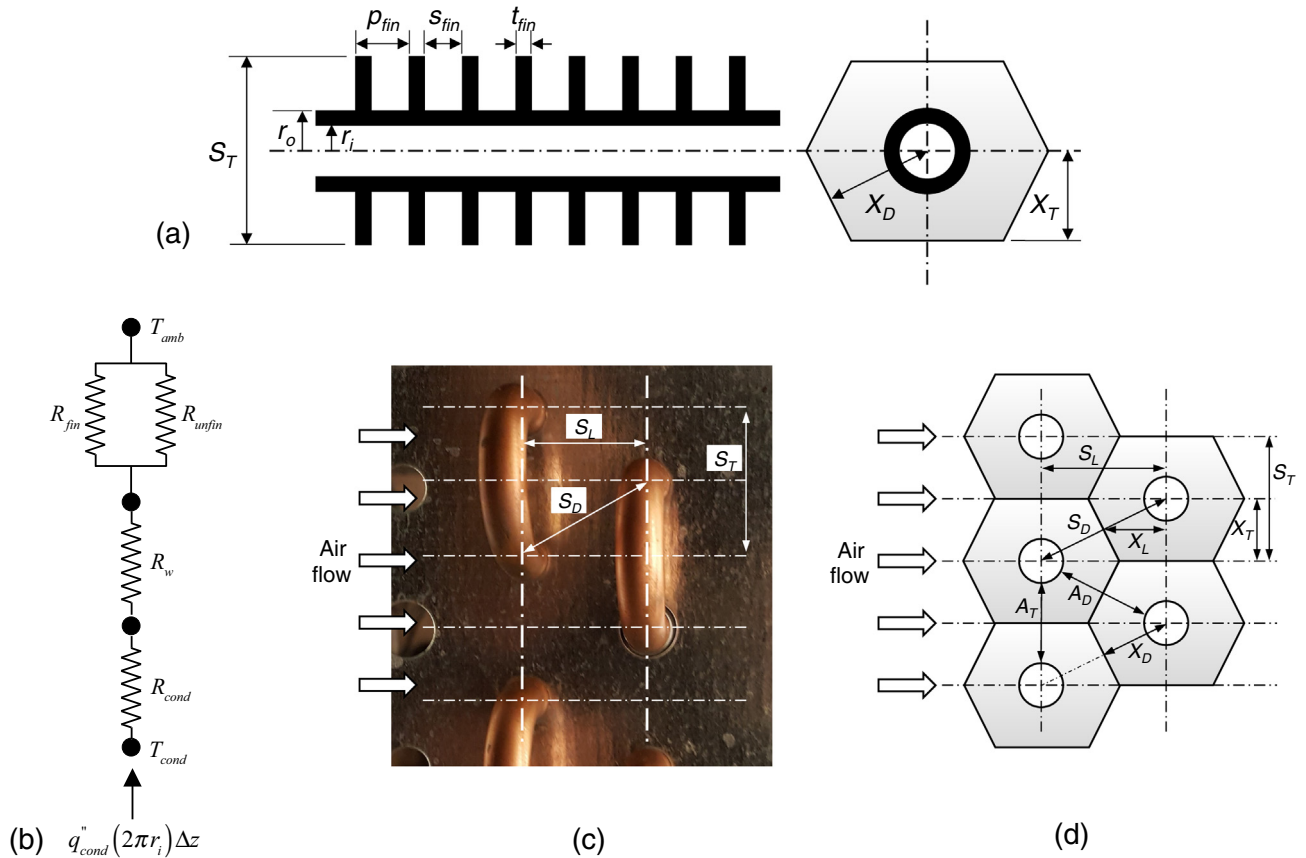 p_fin s_fin t_fin
S_T
r_o r_i
X_D X_T
(a)
T_amb
R_fin R_unfin
R_w
R_cond
T_cond
q"_cond (2πr_i)Δz
(b)
S_L
S_T
S_D
Air
flow
(c)
S_L
S_T
S_D
X_L X_T
Air
flow
A_T A_D
X_D
(d)